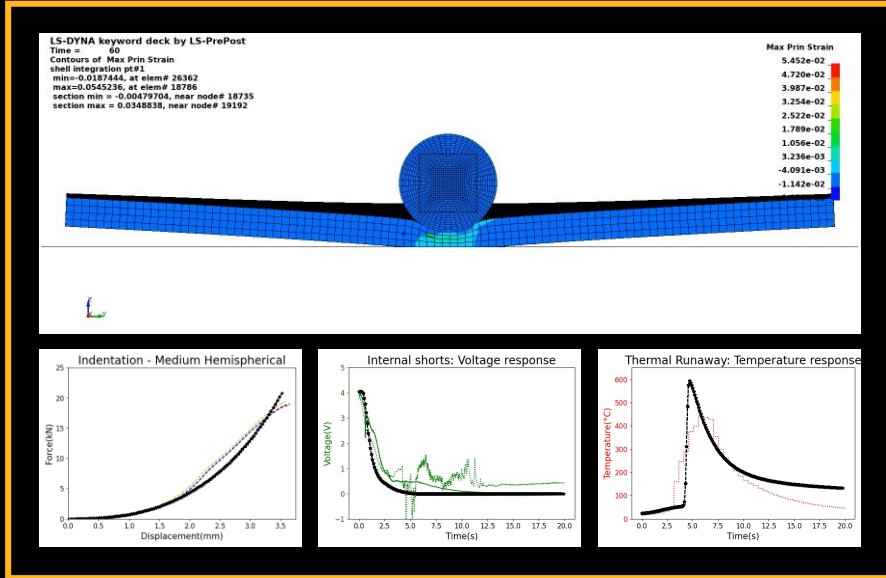 LS-DYNA keyword deck by LS-PrePost
Time = 60
Contours of Max Prin Strain
shell integration pt#1
min=-0.0187444, at elem# 26362
max=0.0545236, at elem# 18786
section min = -0.00479704, near node# 18735
section max = 0.0348838, near node# 19192
Max Prin Strain
5.452e-02
4.720e-02
3.987e-02
3.254e-02
2.522e-02
1.789e-02
1.056e-02
3.236e-03
-4.091e-03
-1.142e-02
Z
Y
Indentation - Medium Hemispherical
25
20
15
10
5
0
Force(kN)
0.0 0.5 1.0 1.5 2.0 2.5 3.0 3.5
Displacement(mm)
Internal shorts: Voltage response
5
4
3
2
1
0
−1
Voltage(V)
0.0 2.5 5.0 7.5 10.0 12.5 15.0 17.5 20.0
Time(s)
Thermal Runaway: Temperature response
600
500
400
300
200
100
0
Temperature(°C)
0.0 2.5 5.0 7.5 10.0 12.5 15.0 17.5 20.0
Time(s)